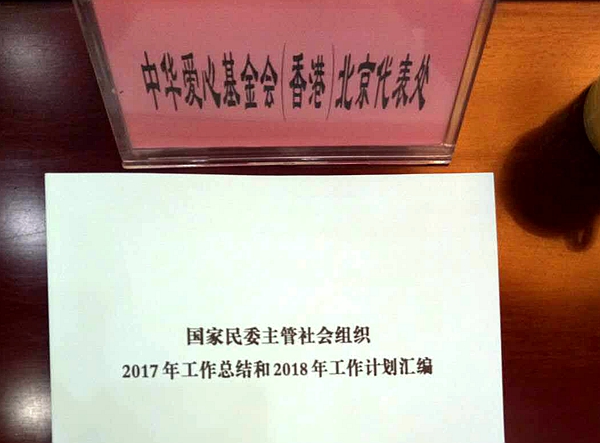 中华爱心基金会(香港)北京代表处
国家民委主管社会组织
2017年工作总结和2018年工作计划汇编